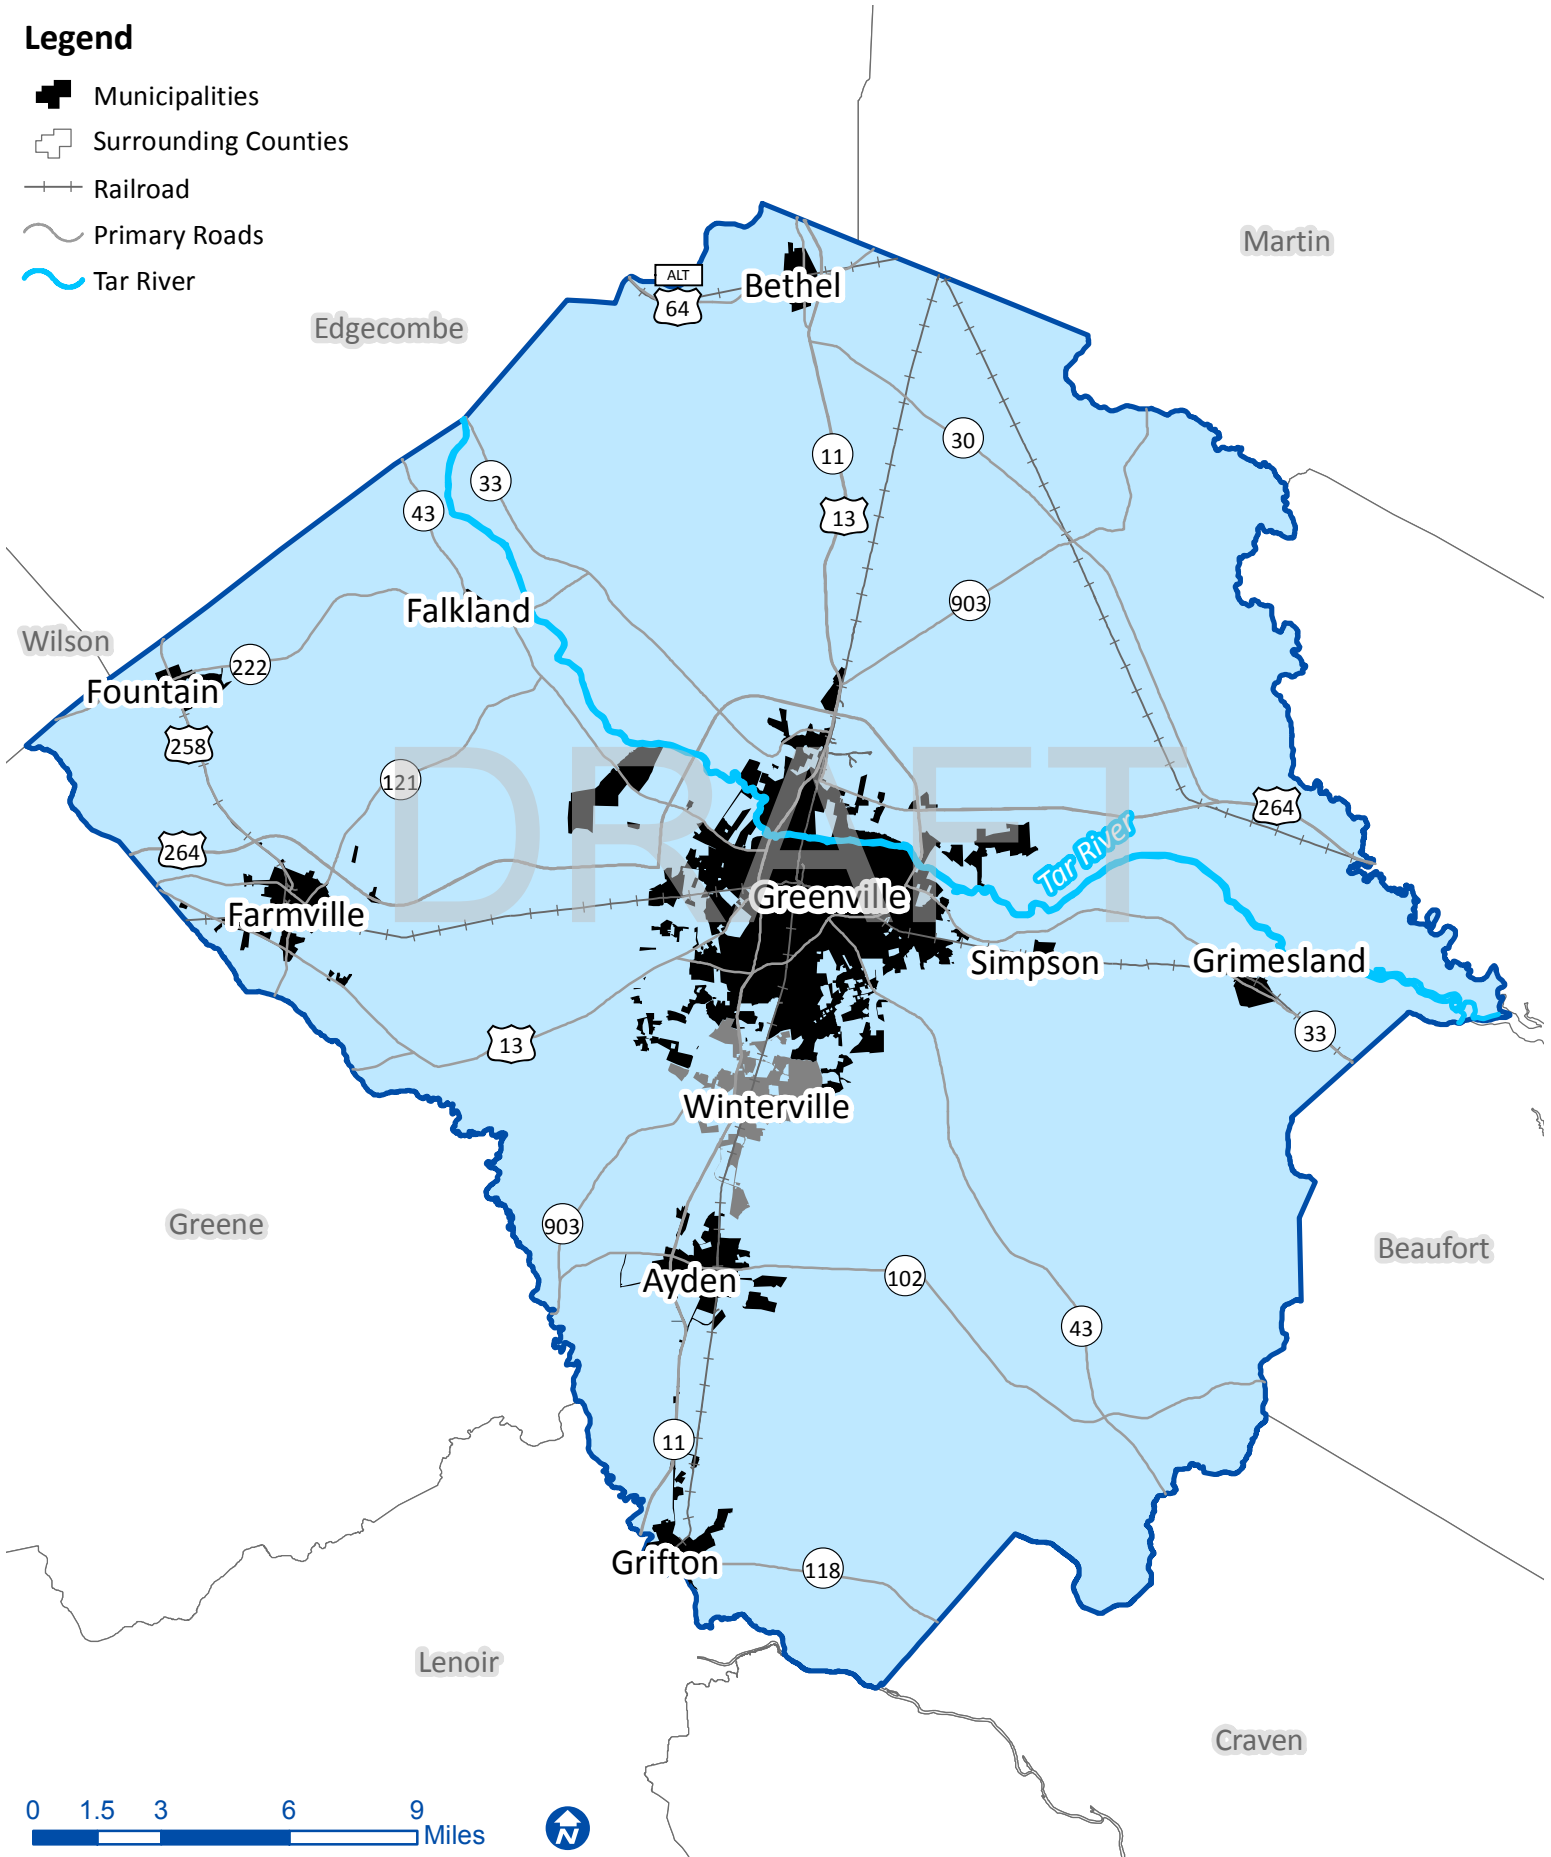 Legend
Municipalities
Surrounding Counties
Railroad
Primary Roads
Tar River
Martin
ALT
64
Bethel
Edgecombe
30
11
33
43
13
903
Falkland
Wilson
222
Fountain
258
121
DRAFT
264
264
Tar River
Greenville
Farmville
Simpson
Grimesland
33
13
Winterville
Greene
903
Beaufort
Ayden
102
43
11
Grifton
118
Lenoir
Craven
0 1.5 3 6 9
Miles
N